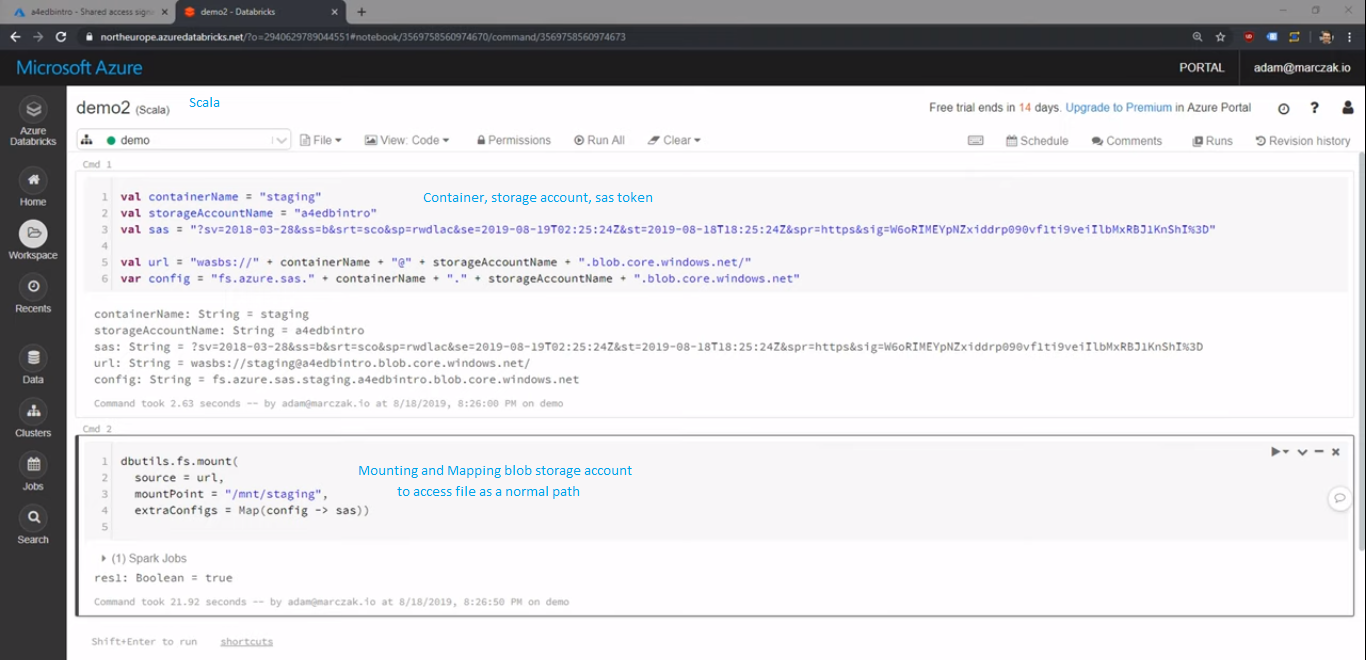 a4edbintro - Shared access sign
demo2 - Databricks
northeurope.azuredatabricks.net/?o=2940629789044551#notebook/3569758560974670/command/3569758560974673
Microsoft Azure
PORTAL
adam@marczak.io
Azure
Databricks
Home
Workspace
Recents
Data
Clusters
Jobs
Search
demo2 (Scala)
Scala
Free trial ends in 14 days. Upgrade to Premium in Azure Portal
demo
File
View: Code
Permissions
Run All
Clear
Schedule
Comments
Runs
Revision history
Cmd 1
Container, storage account, sas token
1 val containerName = "staging"
2 val storageAccountName = "a4edbintro"
3 val sas = "?sv=2018-03-28&ss=b&srt=sco&sp=rwdlac&se=2019-08-19T02:25:24Z&st=2019-08-18T18:25:24Z&spr=https&sig=W6oRIMEYpNZxiddrp090vf1ti9veiIlbMxRBJ1KnShI%3D"
4
5 val url = "wasbs://" + containerName + "@" + storageAccountName + ".blob.core.windows.net/"
6 var config = "fs.azure.sas." + containerName + "." + storageAccountName + ".blob.core.windows.net"
containerName: String = staging
storageAccountName: String = a4edbintro
sas: String = ?sv=2018-03-28&ss=b&srt=sco&sp=rwdlac&se=2019-08-19T02:25:24Z&st=2019-08-18T18:25:24Z&spr=https&sig=W6oRIMEYpNZxiddrp090vf1ti9veiIlbMxRBJ1KnShI%3D
url: String = wasbs://staging@a4edbintro.blob.core.windows.net/
config: String = fs.azure.sas.staging.a4edbintro.blob.core.windows.net
Command took 2.63 seconds -- by adam@marczak.io at 8/18/2019, 8:26:00 PM on demo
Cmd 2
1 dbutils.fs.mount(
2 source = url,
3 mountPoint = "/mnt/staging",
4 extraConfigs = Map(config -> sas))
5
Mounting and Mapping blob storage account
to access file as a normal path
(1) Spark Jobs
res1: Boolean = true
Command took 21.92 seconds -- by adam@marczak.io at 8/18/2019, 8:26:50 PM on demo
Shift+Enter to run shortcuts